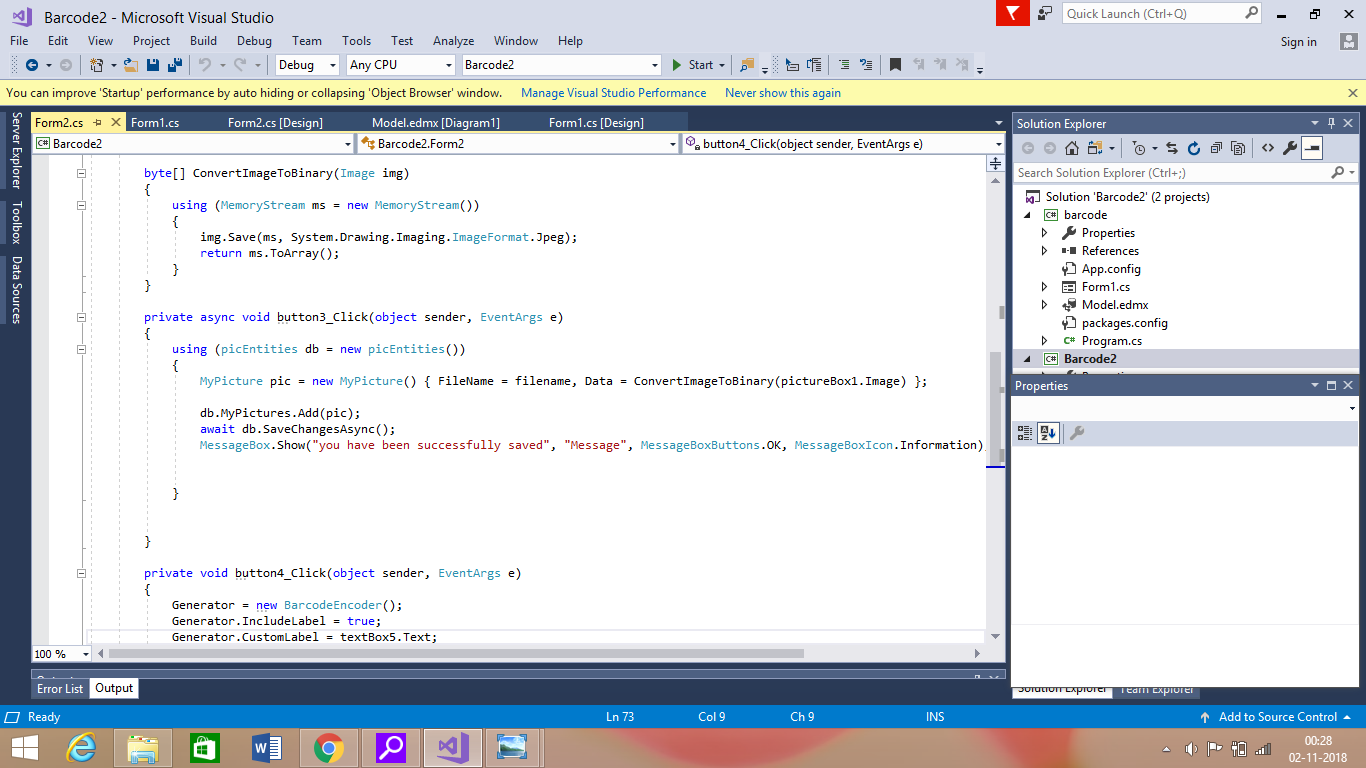 Barcode2 - Microsoft Visual Studio
Quick Launch (Ctrl+Q)
File Edit View Project Build Debug Team Tools Test Analyze Window Help
Sign in
Debug Any CPU Barcode2 Start
You can improve 'Startup' performance by auto hiding or collapsing 'Object Browser' window. Manage Visual Studio Performance Never show this again
Server Explorer
Toolbox
Data Sources
Form2.cs Form1.cs Form2.cs [Design] Model.edmx [Diagram1] Form1.cs [Design]
C# Barcode2 Barcode2.Form2 button4_Click(object sender, EventArgs e)
byte[] ConvertImageToBinary(Image img)
{
using (MemoryStream ms = new MemoryStream())
{
img.Save(ms, System.Drawing.Imaging.ImageFormat.Jpeg);
return ms.ToArray();
}
}
private async void button3_Click(object sender, EventArgs e)
{
using (picEntities db = new picEntities())
{
MyPicture pic = new MyPicture() { FileName = filename, Data = ConvertImageToBinary(pictureBox1.Image) };
db.MyPictures.Add(pic);
await db.SaveChangesAsync();
MessageBox.Show("you have been successfully saved", "Message", MessageBoxButtons.OK, MessageBoxIcon.Information)
}
}
private void button4_Click(object sender, EventArgs e)
{
Generator = new BarcodeEncoder();
Generator.IncludeLabel = true;
Generator.CustomLabel = textBox5.Text;
100 %
Error List Output
Solution Explorer
Search Solution Explorer (Ctrl+;)
Solution 'Barcode2' (2 projects)
C# barcode
Properties
References
App.config
Form1.cs
Model.edmx
packages.config
C# Program.cs
C# Barcode2
Properties
Solution Explorer Team Explorer
Ready Ln 73 Col 9 Ch 9 INS Add to Source Control
00:28
02-11-2018